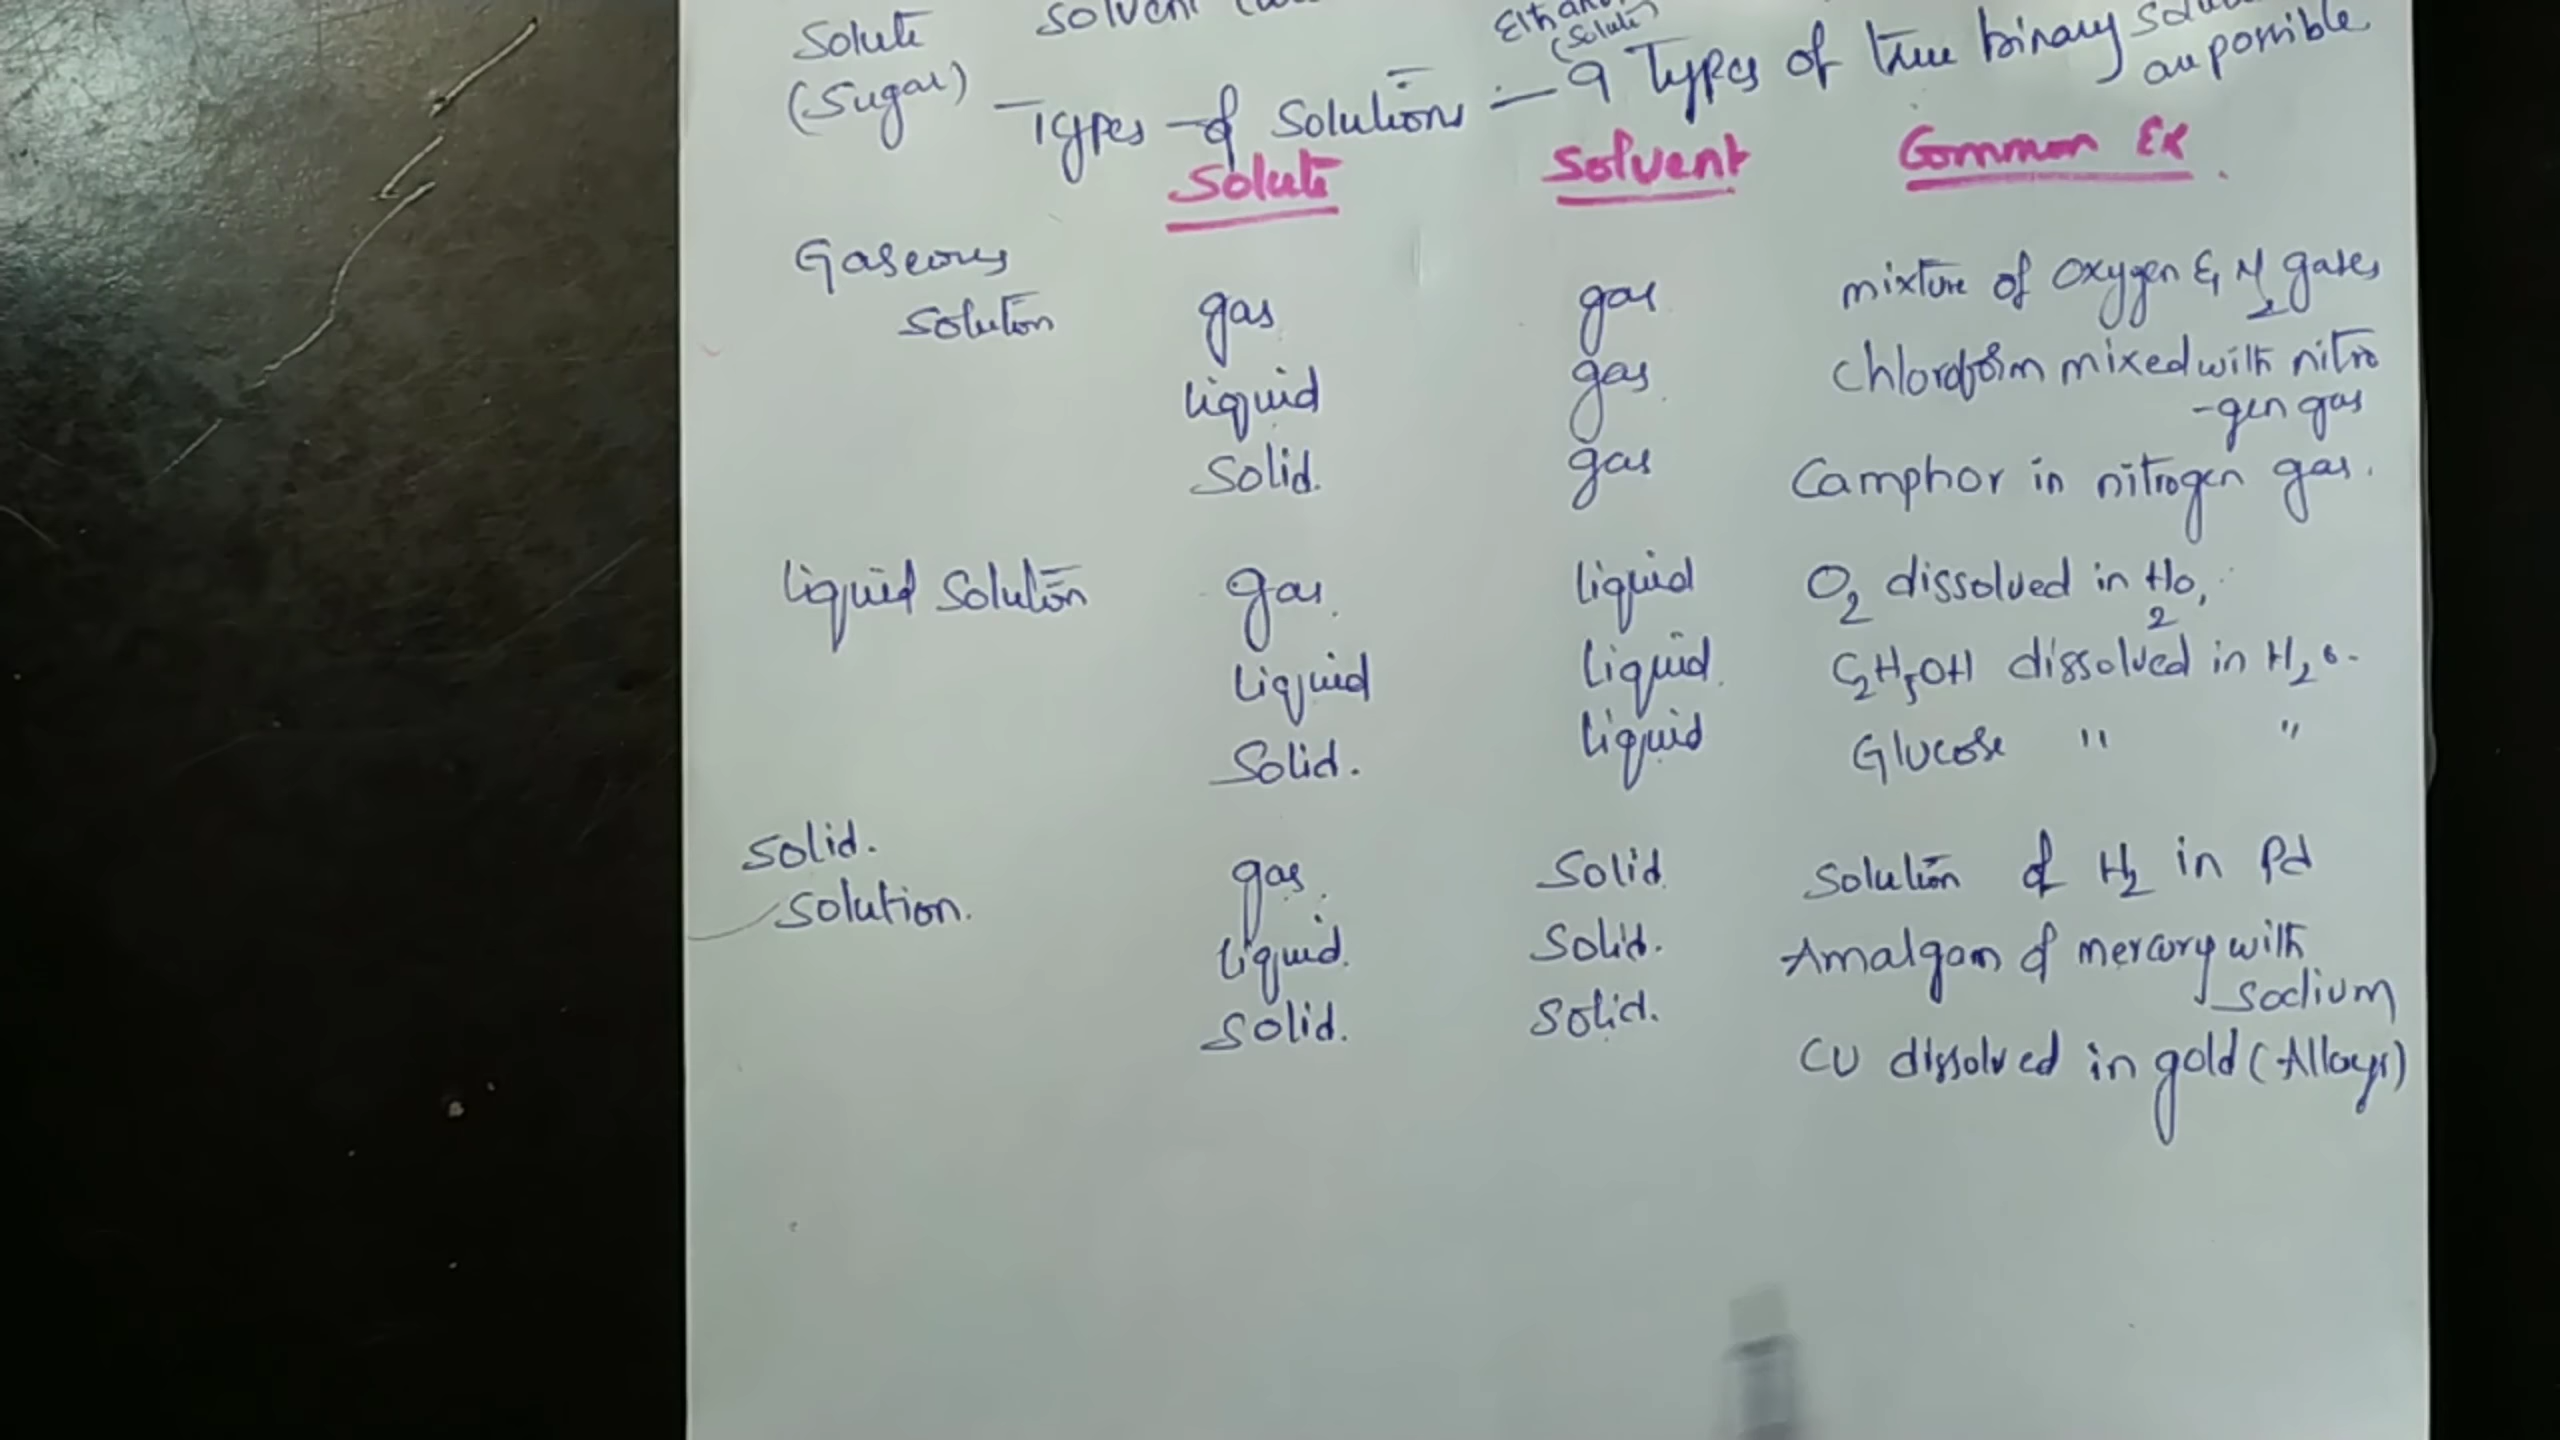 Solute
(Sugar)
Solvent
(Solute)
Types of Solutions :- 9 Types of true binary
are possible
Solute Solvent Common Ex.
Gaseous
Solution gas gas mixture of oxygen & N2 gases
liquid gas Chloroform mixed with nitro
-gen gas
Solid. gas Camphor in nitrogen gas.
Liquid Solution gas. liquid O2 dissolved in H2O,
Liquid liquid. C2H5OH dissolved in H2O.
Solid. liquid Glucose " "
Solid.
Solution. gas. Solid Solution of H2 in Pd
liquid. Solid. Amalgam of mercury with
Sodium
Solid. Solid. CU dissolved in gold (Alloys)